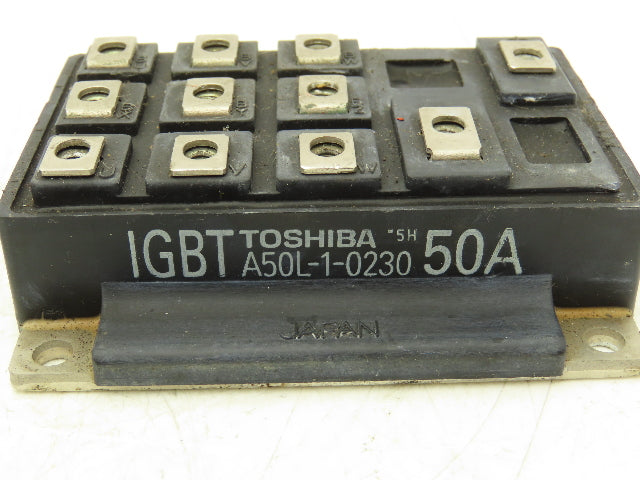 U V W
IGBT TOSHIBA "5H 50A
A50L-1-0230
JAPAN